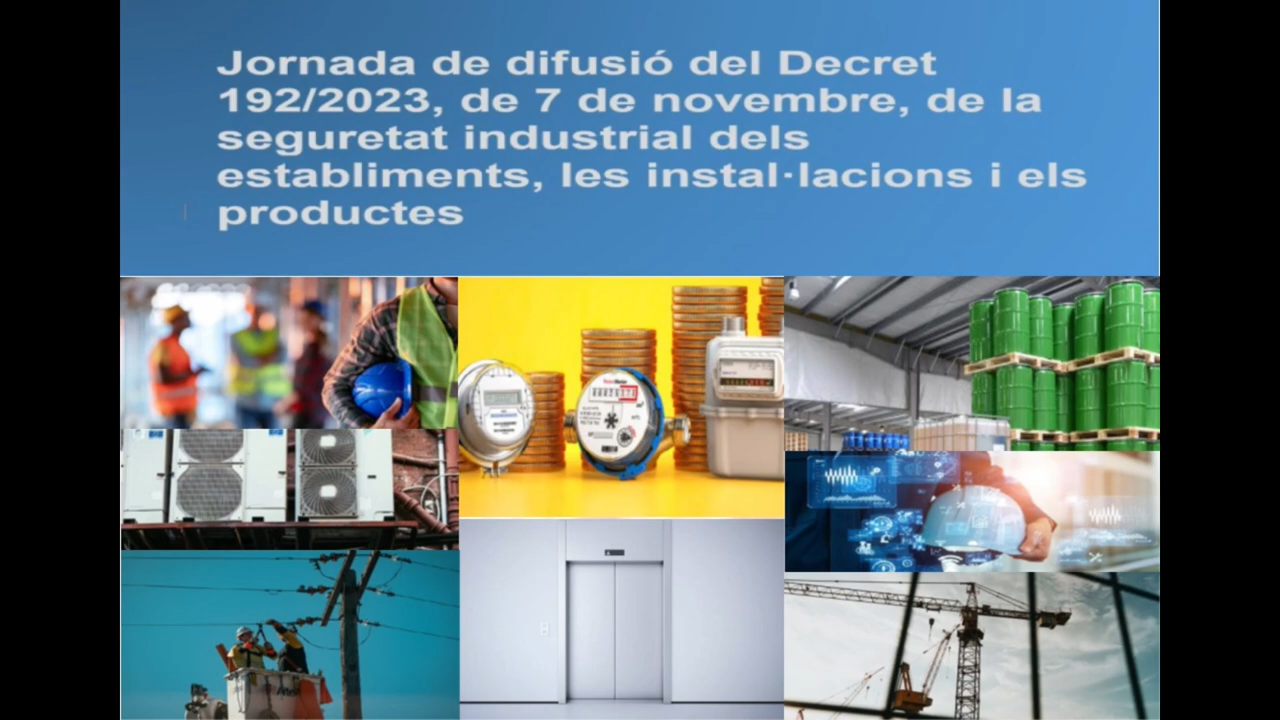 Jornada de difusió del Decret
192/2023, de 7 de novembre, de la
seguretat industrial dels
establiments, les instal·lacions i els
productes